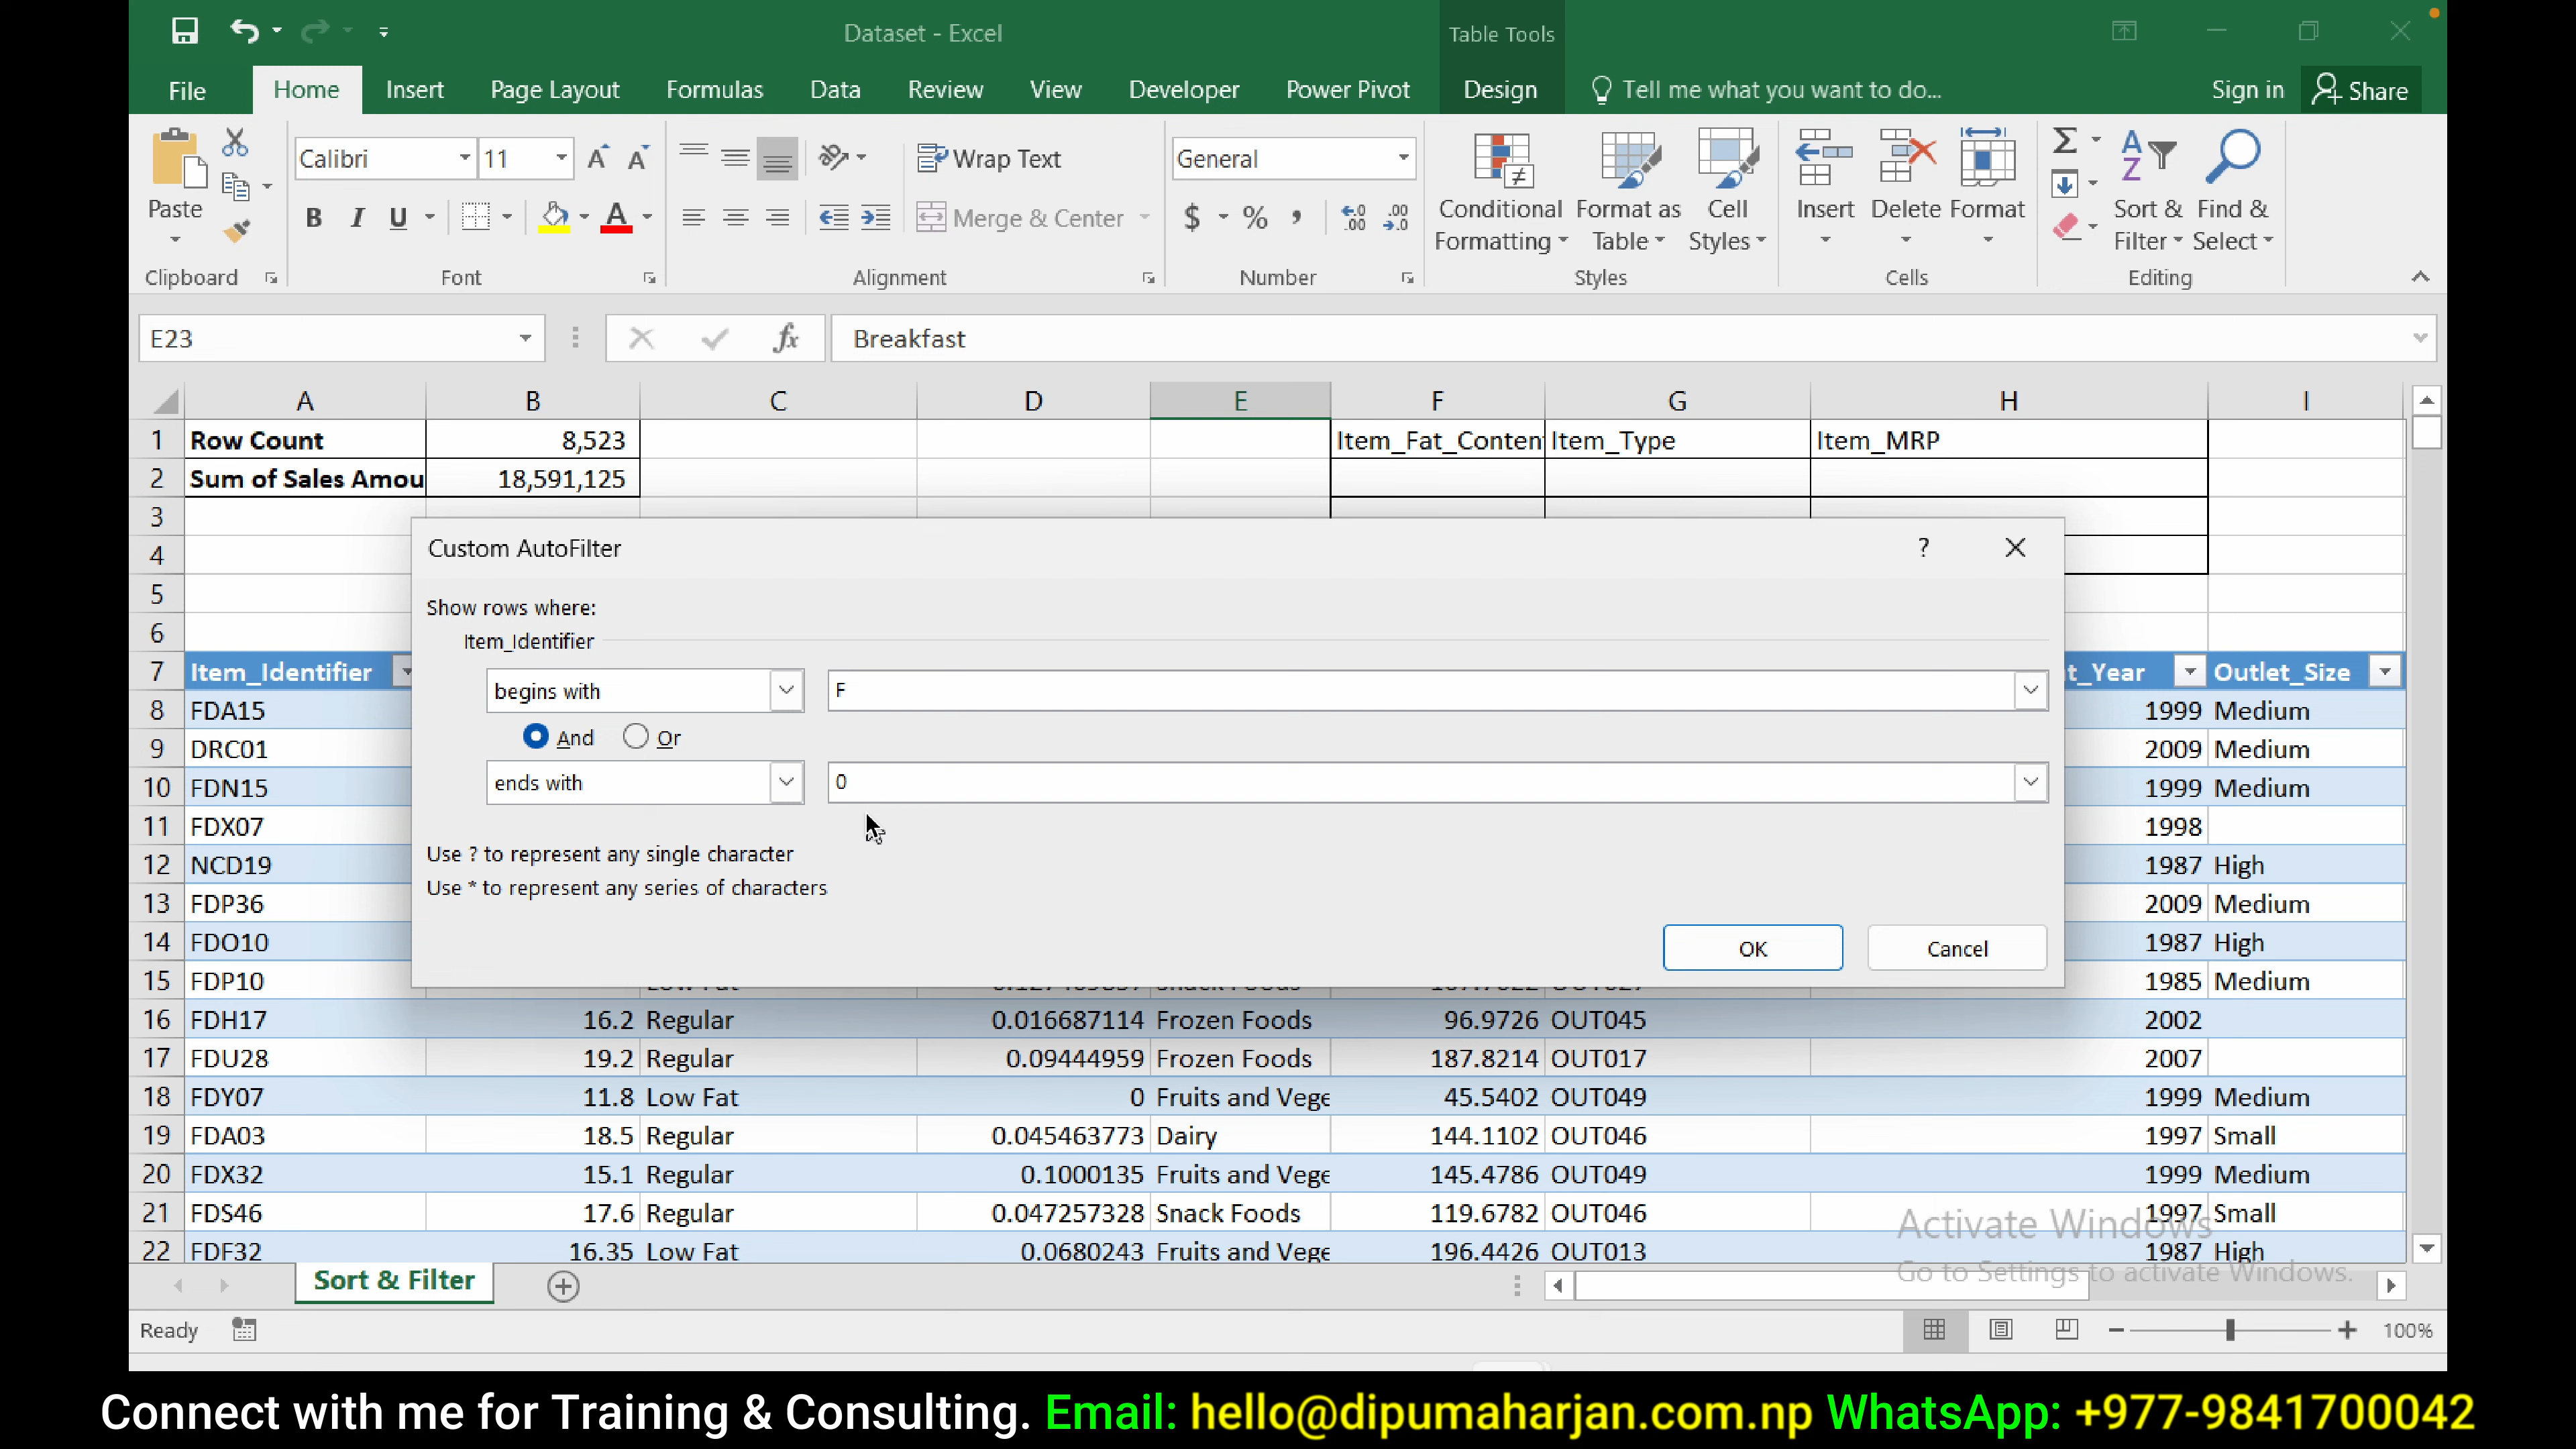 Dataset - Excel
Table Tools
File Home Insert Page Layout Formulas Data Review View Developer Power Pivot Design Tell me what you want to do... Sign in Share
Calibri 11 Wrap Text General
Paste B I U Merge & Center $ % , Conditional Formatting Format as Table Cell Styles Insert Delete Format Sort & Filter Find & Select
Clipboard Font Alignment Number Styles Cells Editing
E23 fx Breakfast
A B C D E F G H I
1 Row Count 8,523 Item_Fat_Conten Item_Type Item_MRP
2 Sum of Sales Amou 18,591,125
3
4
5
6
Custom AutoFilter ?
Show rows where:
Item_Identifier
begins with F
And Or
ends with 0
Use ? to represent any single character
Use * to represent any series of characters
OK Cancel
7 Item_Identifier t_Year Outlet_Size
8 FDA15 1999 Medium
9 DRC01 2009 Medium
10 FDN15 1999 Medium
11 FDX07 1998
12 NCD19 1987 High
13 FDP36 2009 Medium
14 FDO10 1987 High
15 FDP10 1985 Medium
16 FDH17 16.2 Regular 0.016687114 Frozen Foods 96.9726 OUT045 2002
17 FDU28 19.2 Regular 0.09444959 Frozen Foods 187.8214 OUT017 2007
18 FDY07 11.8 Low Fat 0 Fruits and Vege 45.5402 OUT049 1999 Medium
19 FDA03 18.5 Regular 0.045463773 Dairy 144.1102 OUT046 1997 Small
20 FDX32 15.1 Regular 0.1000135 Fruits and Vege 145.4786 OUT049 1999 Medium
21 FDS46 17.6 Regular 0.047257328 Snack Foods 119.6782 OUT046 1997 Small
22 FDF32 16.35 Low Fat 0.0680243 Fruits and Vege 196.4426 OUT013 1987 High
Activate Windows
Go to Settings to activate Windows.
Sort & Filter
Ready 100%
Connect with me for Training & Consulting. Email: hello@dipumaharjan.com.np WhatsApp: +977-9841700042